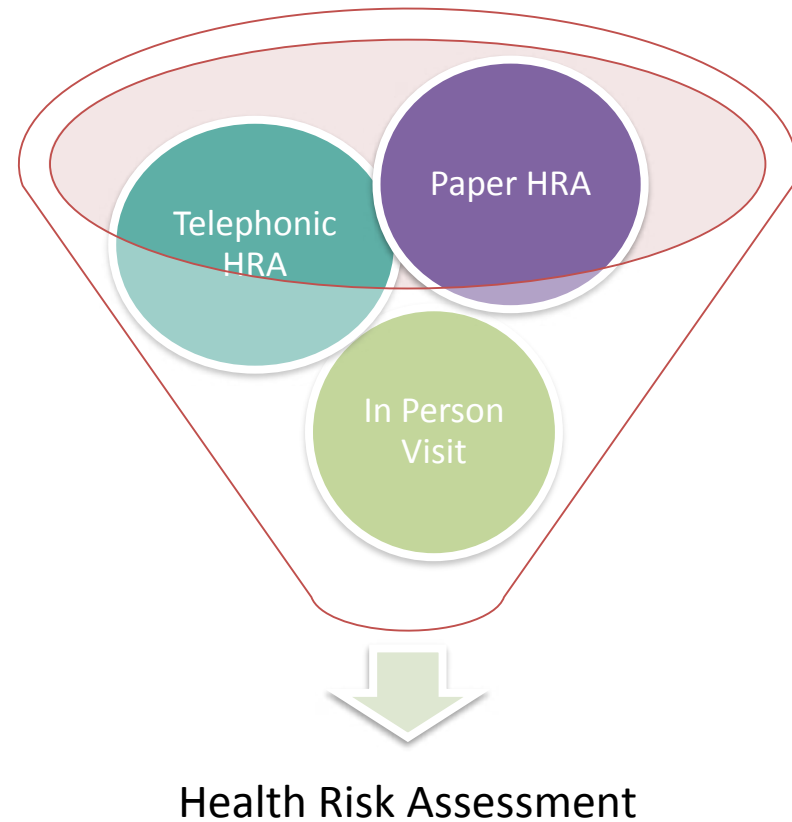 Paper HRA
Telephonic
HRA
In Person
Visit
Health Risk Assessment